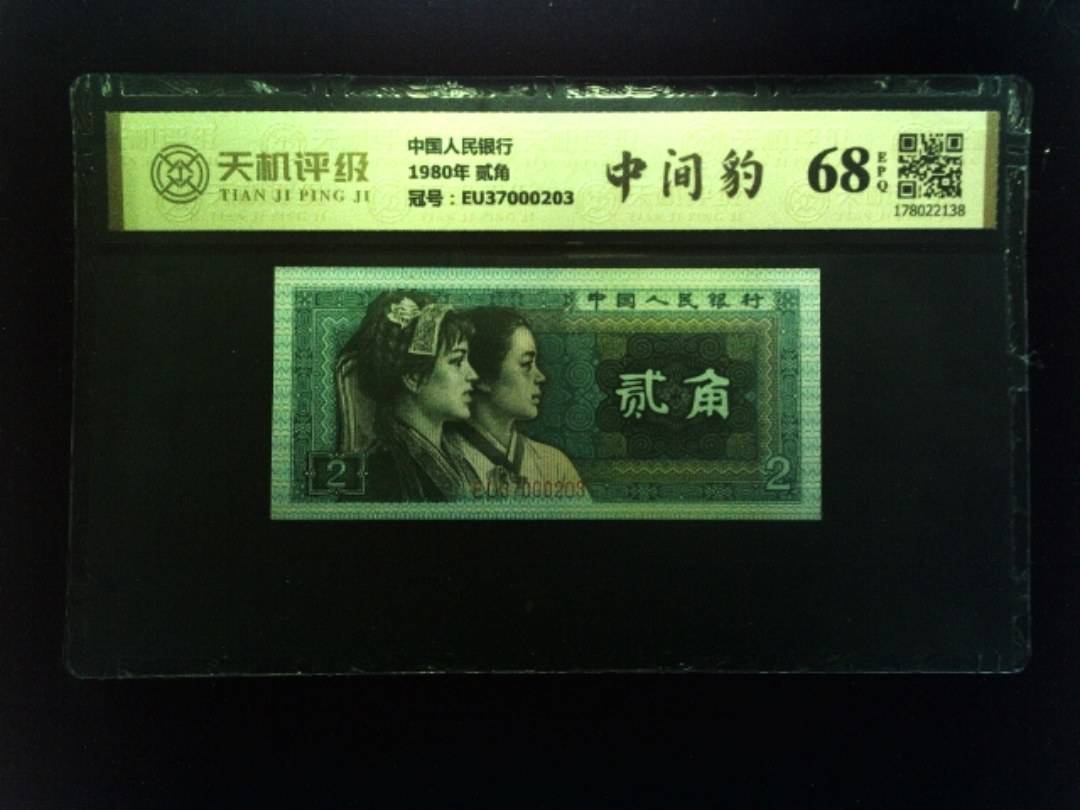 天机评级
TIAN JI PING JI
中国人民银行
1980年 贰角
冠号：EU37000203
中间豹
68
EPQ
178022138
中国人民银行
贰角
2
2
EU37000203